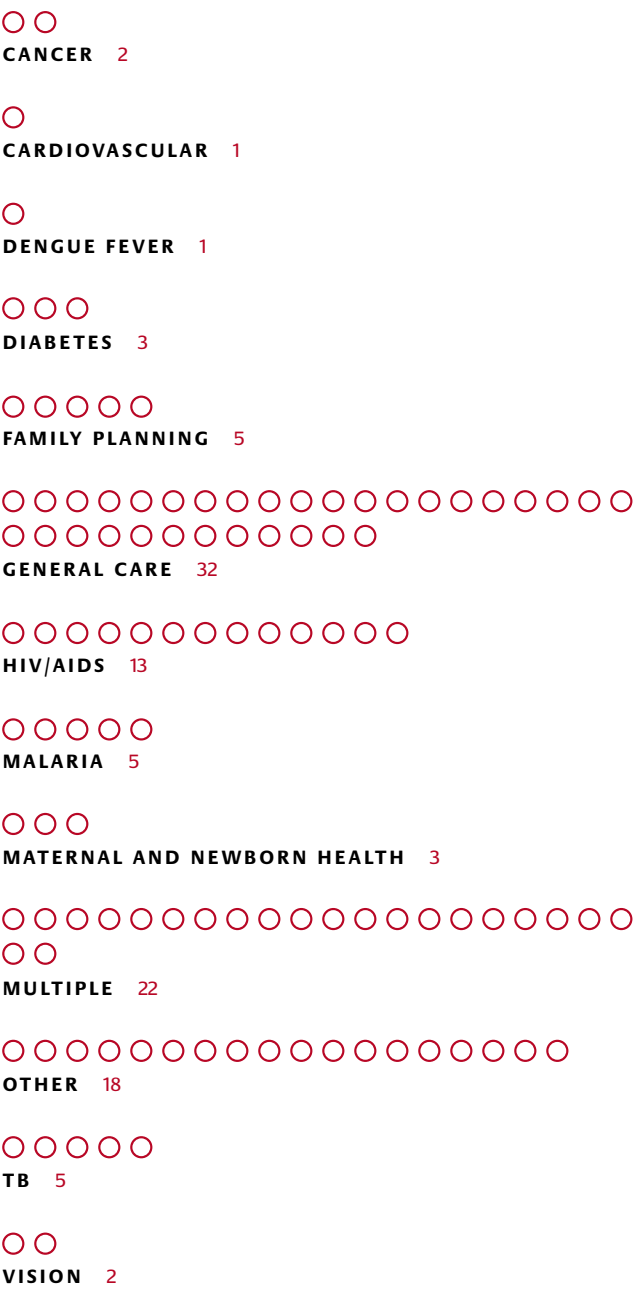 CANCER 2
CARDIOVASCULAR 1
DENGUE FEVER 1
DIABETES 3
FAMILY PLANNING 5
GENERAL CARE 32
HIV/AIDS 13
MALARIA 5
MATERNAL AND NEWBORN HEALTH 3
MULTIPLE 22
OTHER 18
TB 5
VISION 2